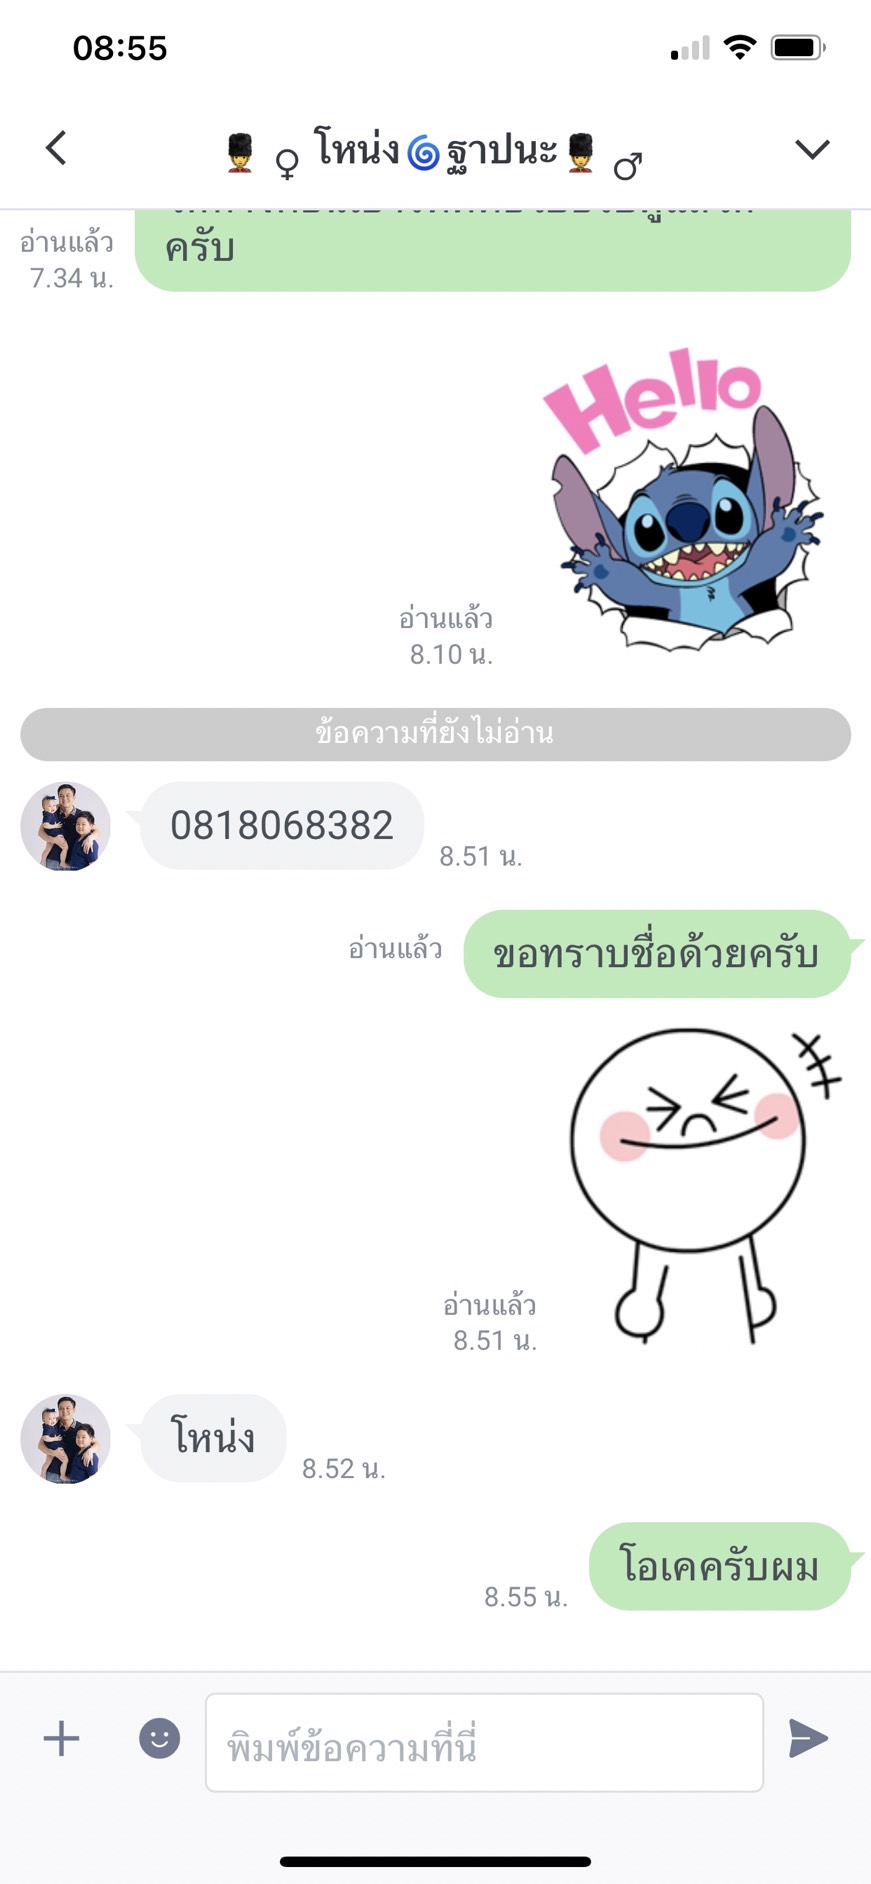 08:55
โหน่ง🌀ฐาปนะ
อ่านแล้ว
7.34 น.
ครับ
Hello
อ่านแล้ว
8.10 น.
ข้อความที่ยังไม่อ่าน
0818068382
8.51 น.
อ่านแล้ว
ขอทราบชื่อด้วยครับ
อ่านแล้ว
8.51 น.
โหน่ง
8.52 น.
โอเคครับผม
8.55 น.
พิมพ์ข้อความที่นี่